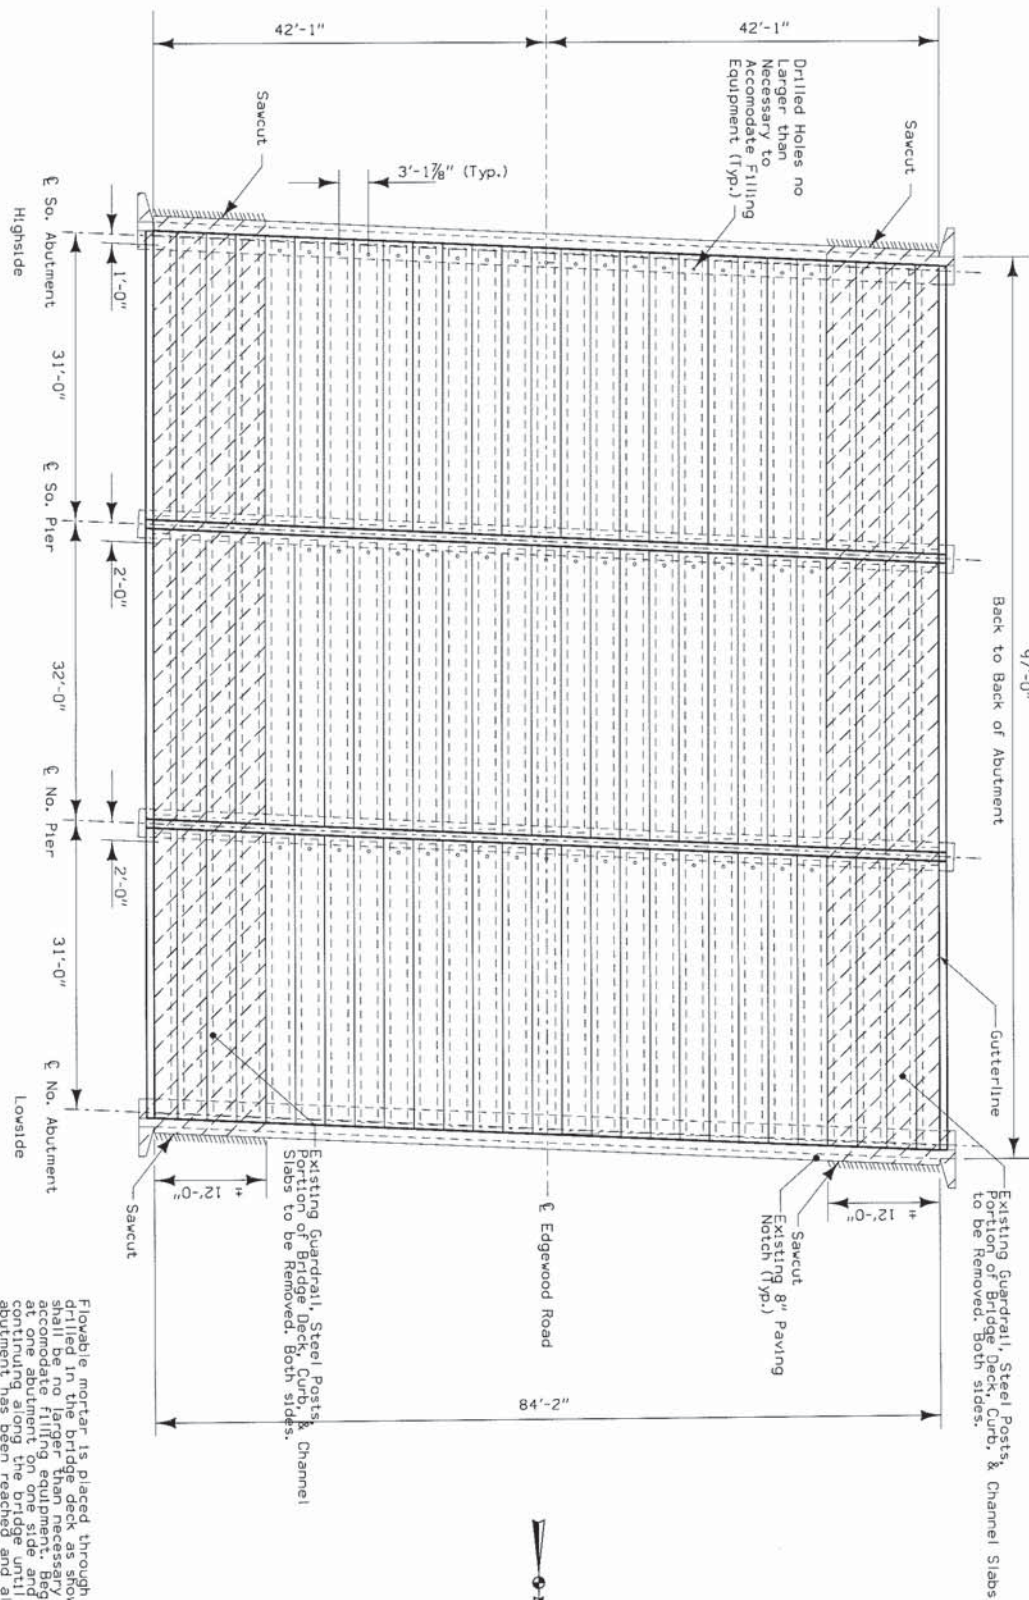 42'-1"
42'-1"
Drilled Holes no
Larger than
Necessary to
Accomodate Filling
Equipment (Typ.)
Sawcut
Sawcut
3'-1⅞" (Typ.)
97'-0"
Back to Back of Abutment
Gutterline
℄ So. Abutment
Highside
1'-0"
31'-0"
℄ So. Pier
2'-0"
32'-0"
℄ No. Pier
2'-0"
31'-0"
℄ No. Abutment
Lowside
Sawcut
± 12'-0"
Existing Guardrail, Steel Posts,
Portion of Bridge Deck, Curb, & Channel
Slabs to be Removed. Both sides.
℄ Edgewood Road
Sawcut
Existing 8" Paving
Notch (Typ.)
± 12'-0"
Existing Guardrail, Steel Posts,
Portion of Bridge Deck, Curb, & Channel Slabs
to be Removed. Both sides.
84'-2"
Flowable mortar is placed through
drilled in the bridge deck as
shall be no larger than necessary
accomodate filling equipment.
at one abutment on one side and
continuing along the bridge until
abutment has been reached and